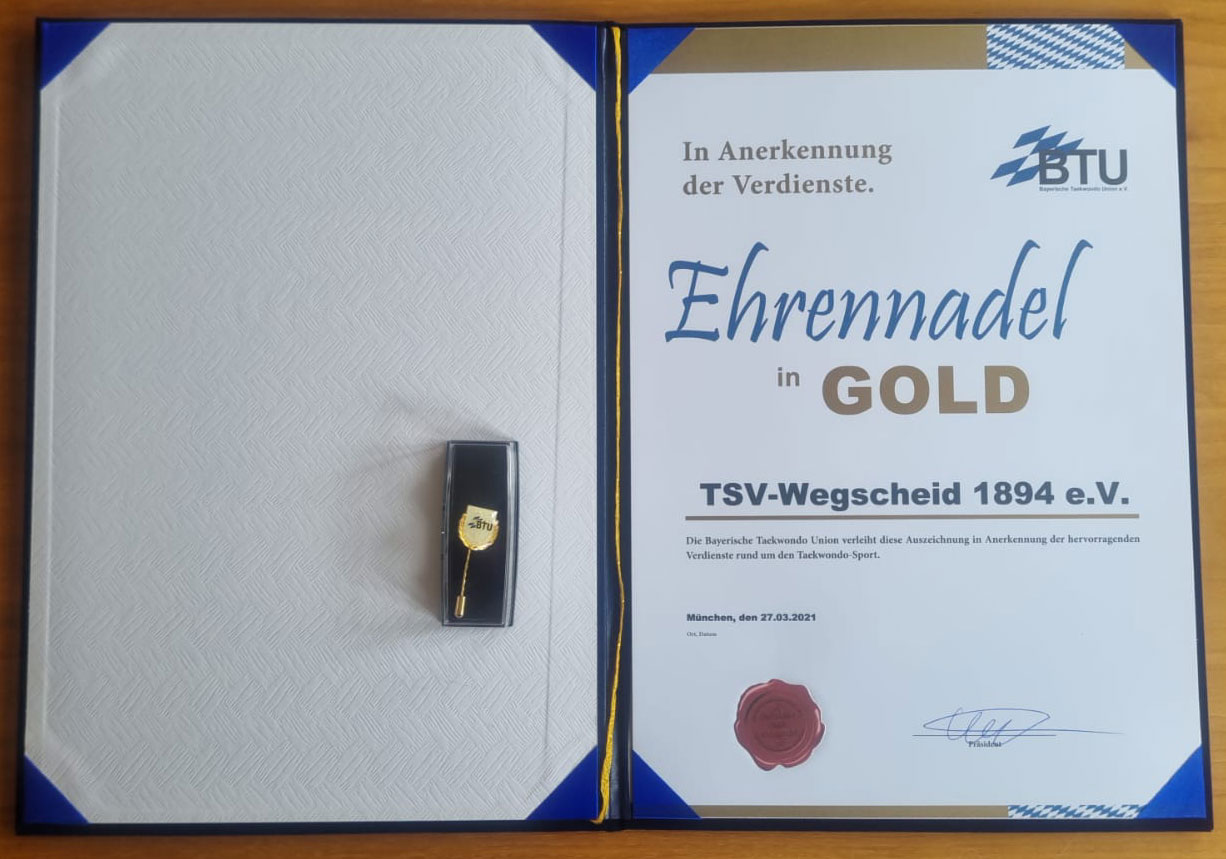 In Anerkennung
der Verdienste.
BTU
Bayerische Taekwondo Union e.V.
Ehrennadel
in GOLD
TSV-Wegscheid 1894 e.V.
Die Bayerische Taekwondo Union verleiht diese Auszeichnung in Anerkennung der hervorragenden
Verdienste rund um den Taekwondo-Sport.
BTU
München, den 27.03.2021
Ort, Datum
Präsident